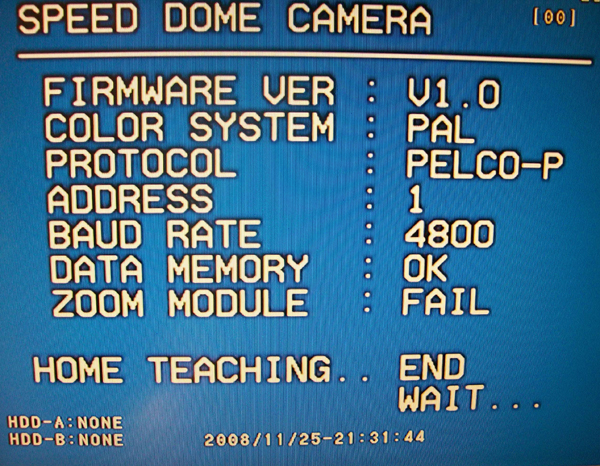 SPEED DOME CAMERA [00]
FIRMWARE VER : V1.0
COLOR SYSTEM : PAL
PROTOCOL : PELCO-P
ADDRESS : 1
BAUD RATE : 4800
DATA MEMORY : OK
ZOOM MODULE : FAIL
HOME TEACHING.. END
WAIT...
HDD-A:NONE
HDD-B:NONE 2008/11/25-21:31:44